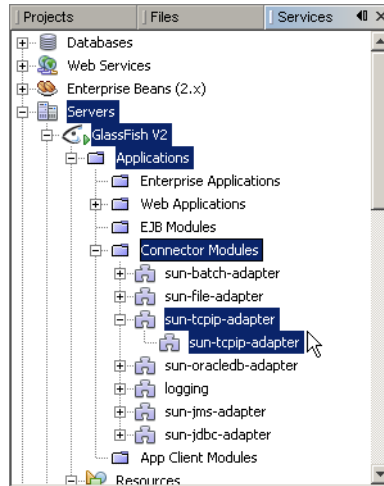 Projects Files Services
Databases
Web Services
Enterprise Beans (2.x)
Servers
GlassFish V2
Applications
Enterprise Applications
Web Applications
EJB Modules
Connector Modules
sun-batch-adapter
sun-file-adapter
sun-tcpip-adapter
sun-tcpip-adapter
sun-oracledb-adapter
logging
sun-jms-adapter
sun-jdbc-adapter
App Client Modules
Resources